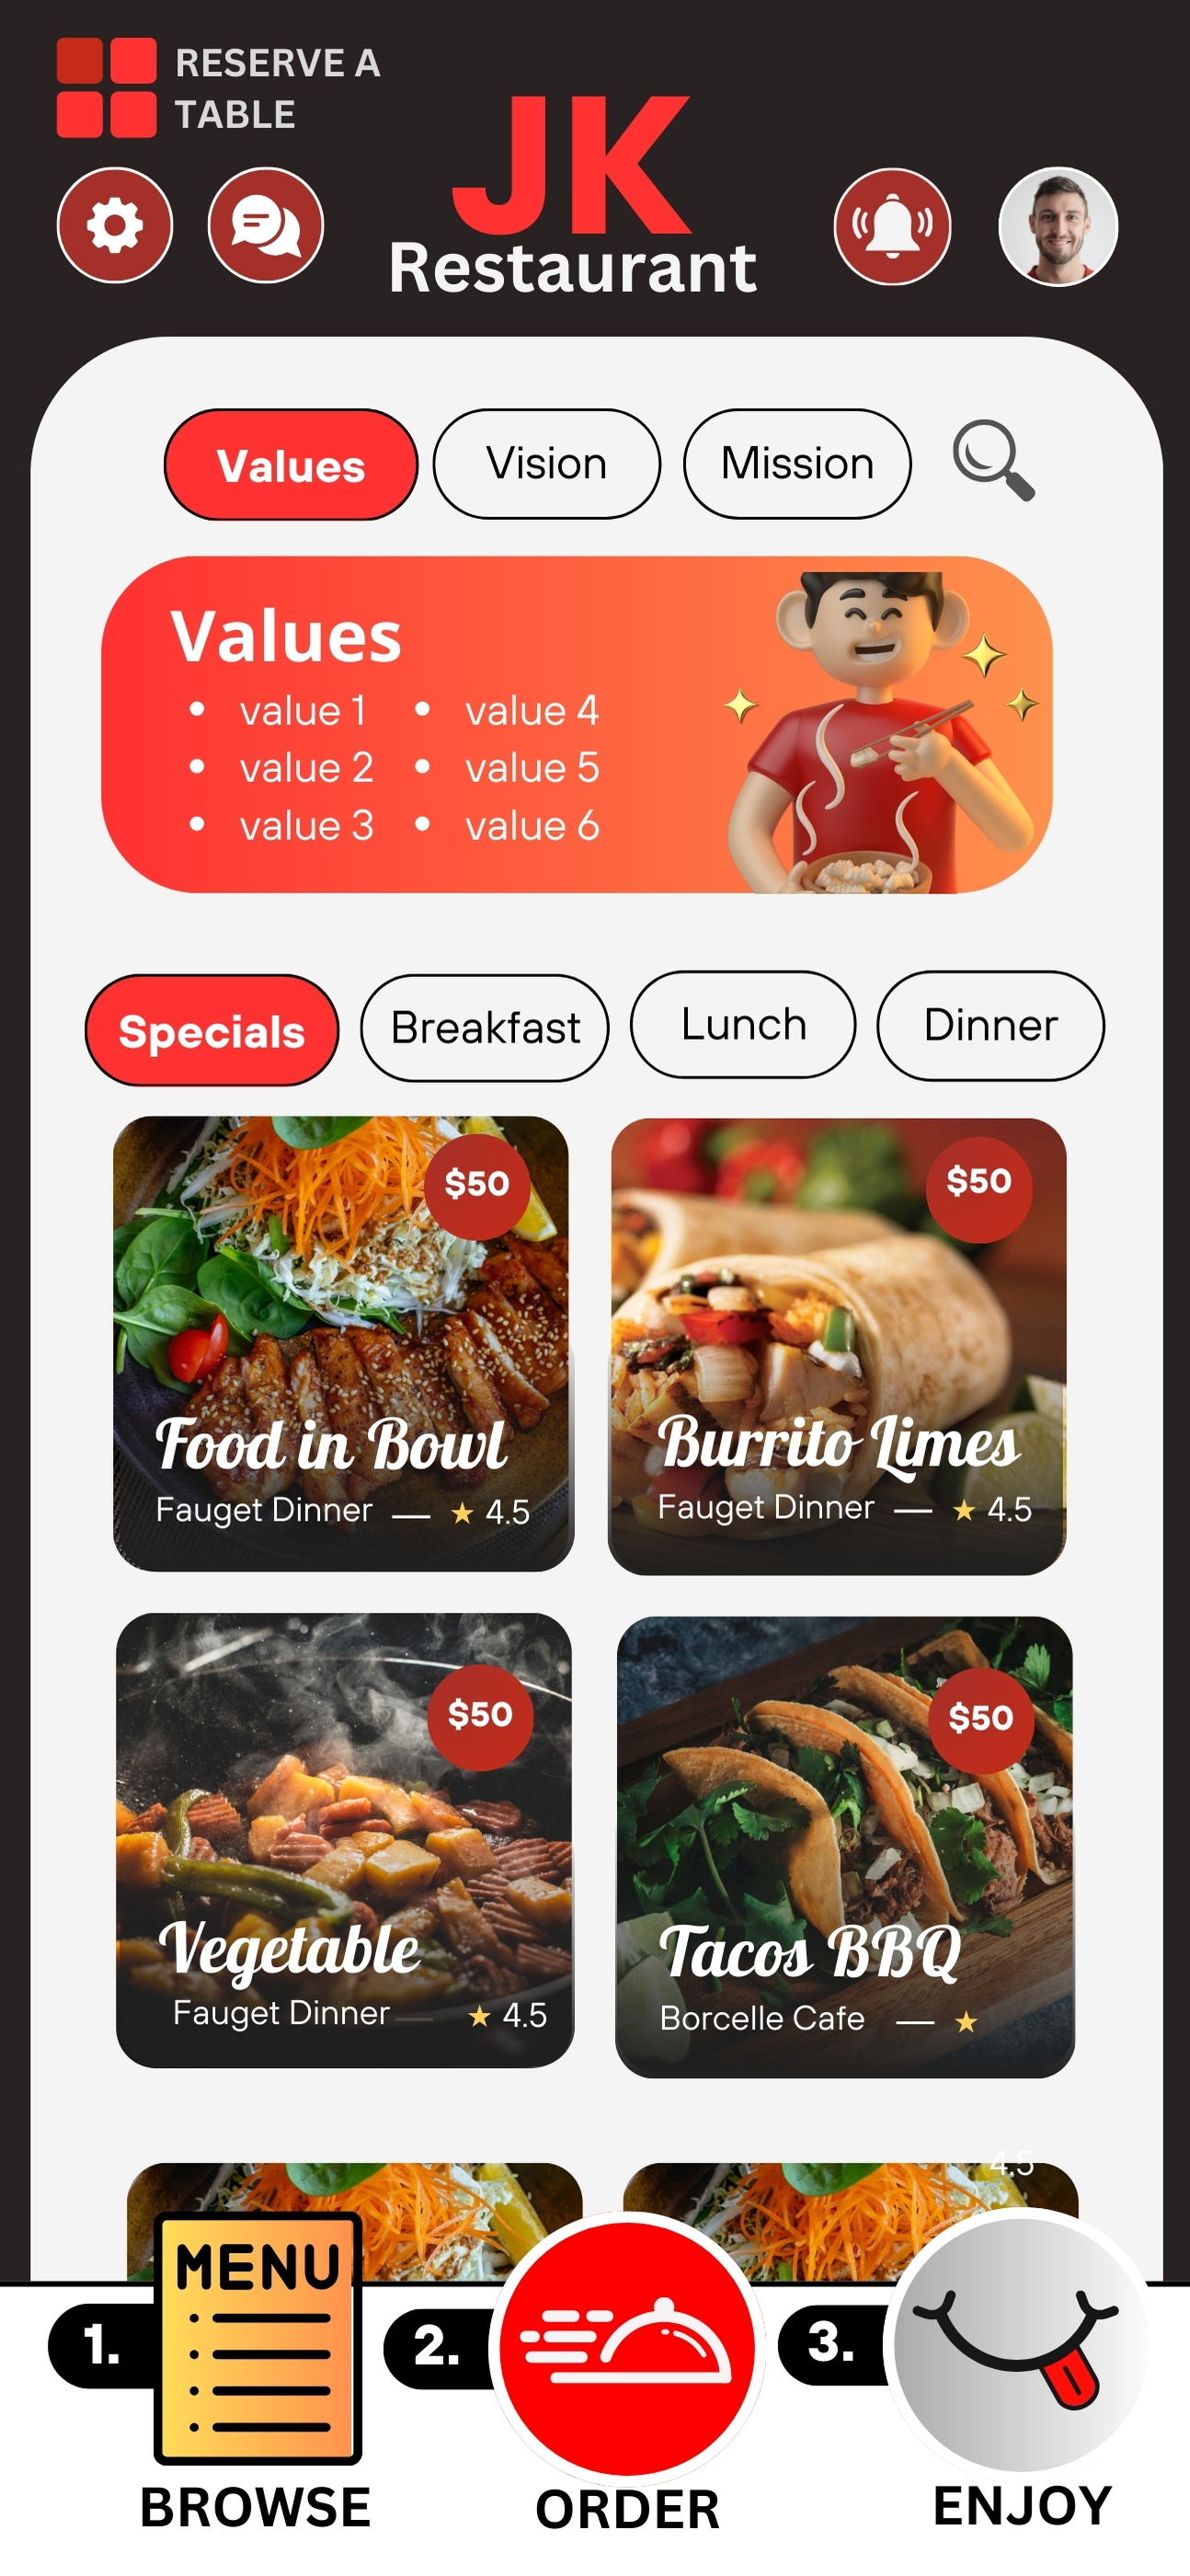 RESERVE A
TABLE
JK
Restaurant
Values
Vision
Mission
Values
• value 1
• value 2
• value 3
• value 4
• value 5
• value 6
Specials
Breakfast
Lunch
Dinner
$50
Food in Bowl
Fauget Dinner — ★ 4.5
$50
Burrito Limes
Fauget Dinner — ★ 4.5
$50
Vegetable
Fauget Dinner — ★ 4.5
$50
Tacos BBQ
Borcelle Cafe — ★
4.5
1.
MENU
BROWSE
2.
ORDER
3.
ENJOY